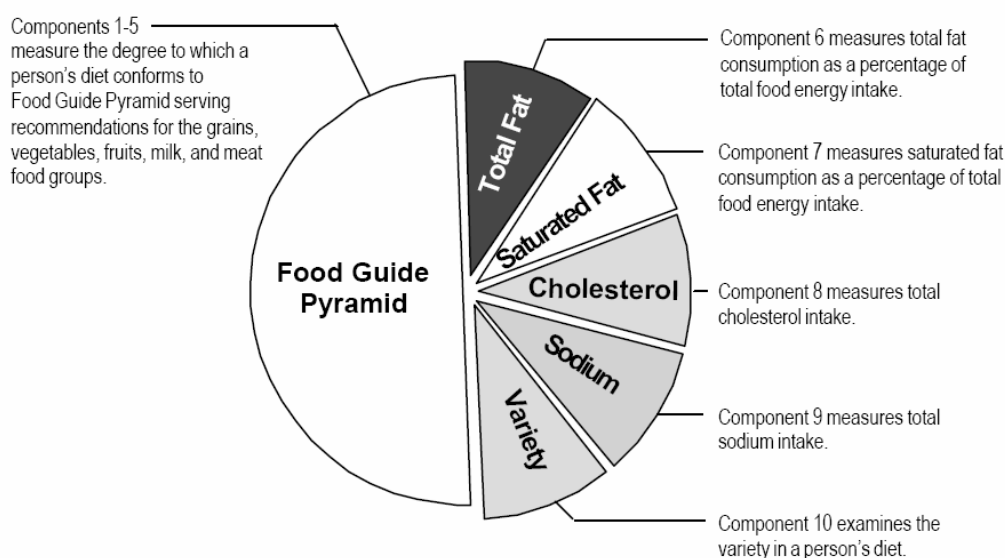 Components 1-5
measure the degree to which a
person's diet conforms to
Food Guide Pyramid serving
recommendations for the grains,
vegetables, fruits, milk, and meat
food groups.
Food Guide
Pyramid
Total Fat
Saturated Fat
Cholesterol
Sodium
Variety
Component 6 measures total fat
consumption as a percentage of
total food energy intake.
Component 7 measures saturated fat
consumption as a percentage of total
food energy intake.
Component 8 measures total
cholesterol intake.
Component 9 measures total
sodium intake.
Component 10 examines the
variety in a person's diet.